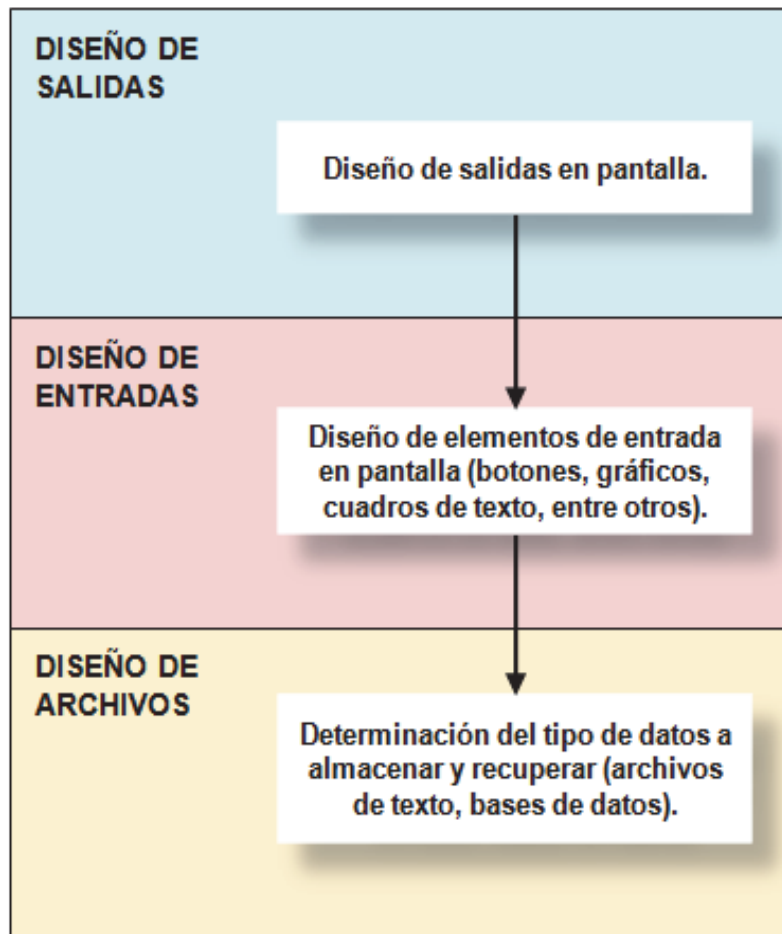 DISEÑO DE
SALIDAS
Diseño de salidas en pantalla.
DISEÑO DE
ENTRADAS
Diseño de elementos de entrada
en pantalla (botones, gráficos,
cuadros de texto, entre otros).
DISEÑO DE
ARCHIVOS
Determinación del tipo de datos a
almacenar y recuperar (archivos
de texto, bases de datos).